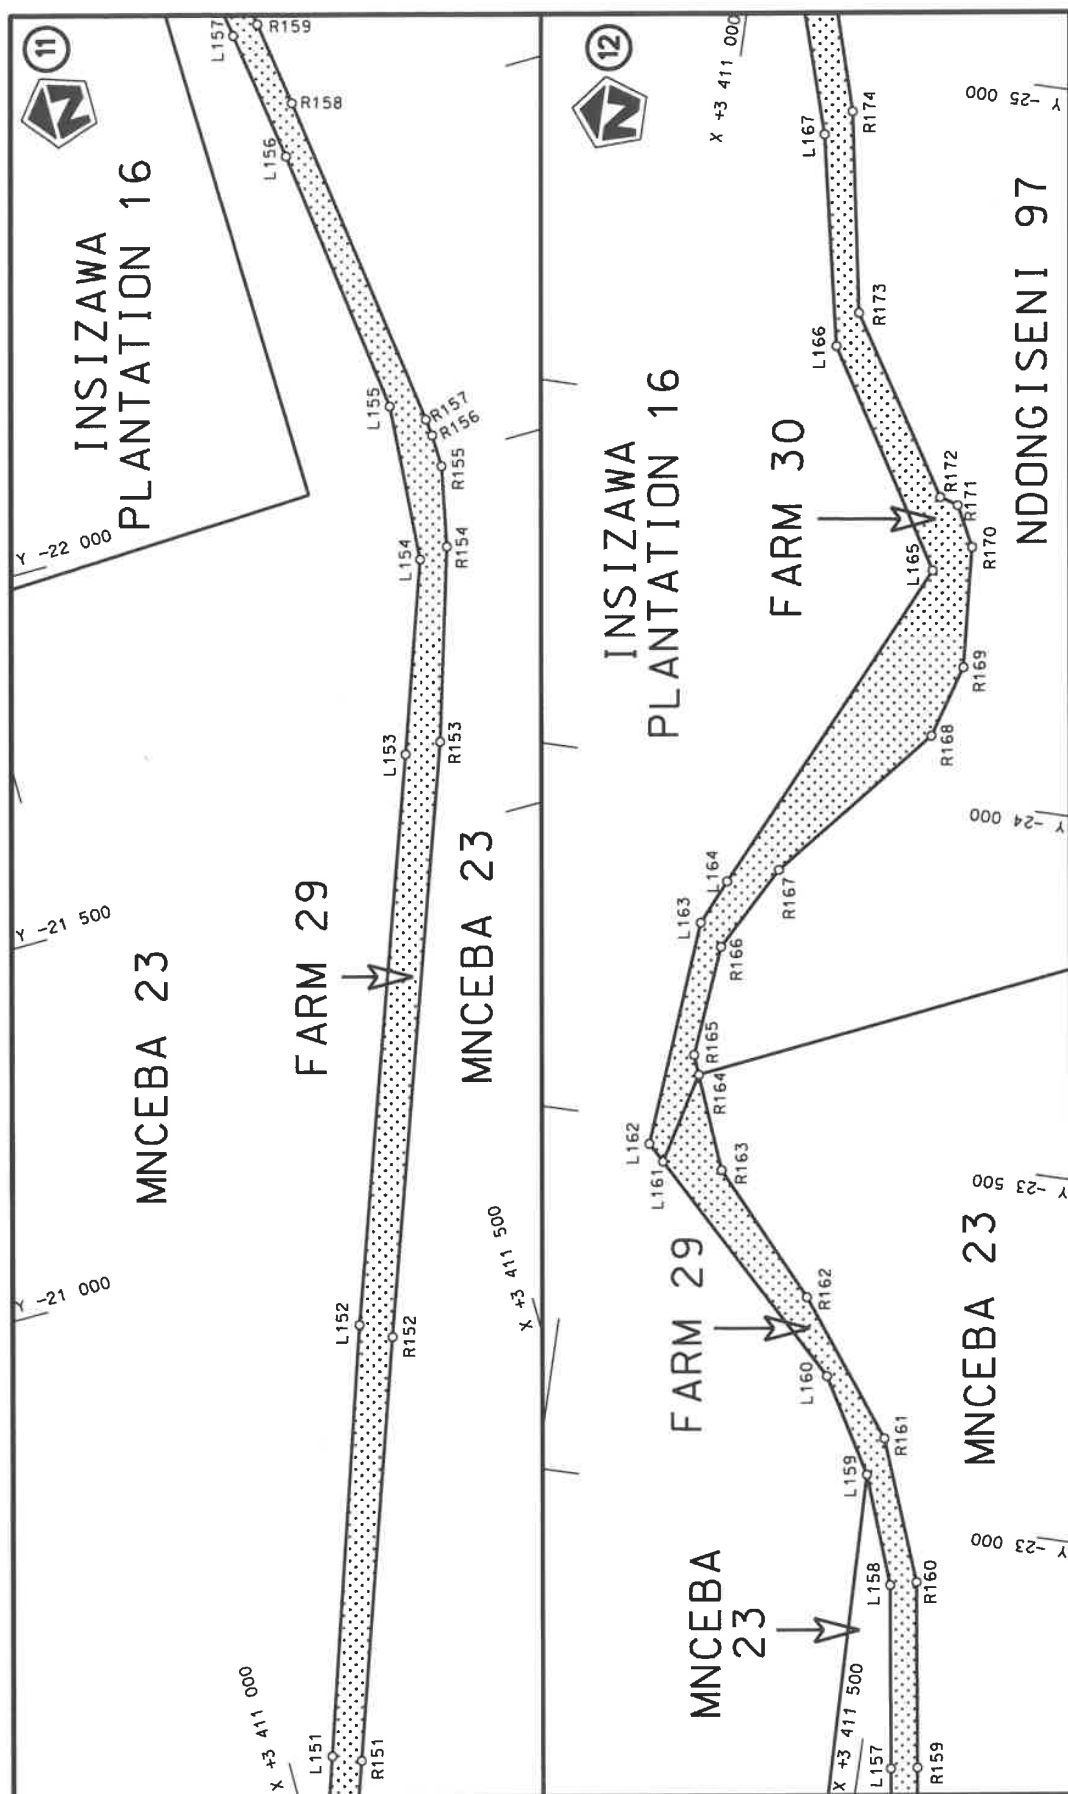 11
N
INSIZAWA
PLANTATION 16
L157
R159
R158
L156
L155
R157
R156
R155
R154
L154
Y -22 000
L153
R153
MNCEBA 23
FARM 29
MNCEBA 23
Y -21 500
Y -21 000
L152
R152
X +3 411 500
X +3 411 000
L151
R151
12
N
X +3 411 000
Y -25 000
L167
R174
L166
R173
INSIZAWA
PLANTATION 16
FARM 30
NDONGISENI 97
R172
R171
R170
L165
R169
R168
Y -24 000
L164
R167
L163
R166
R165
R164
L162
L161
R163
Y -23 500
FARM 29
R162
MNCEBA 23
L160
R161
L159
Y -23 000
MNCEBA
23
L158
R160
X +3 411 500
L157
R159